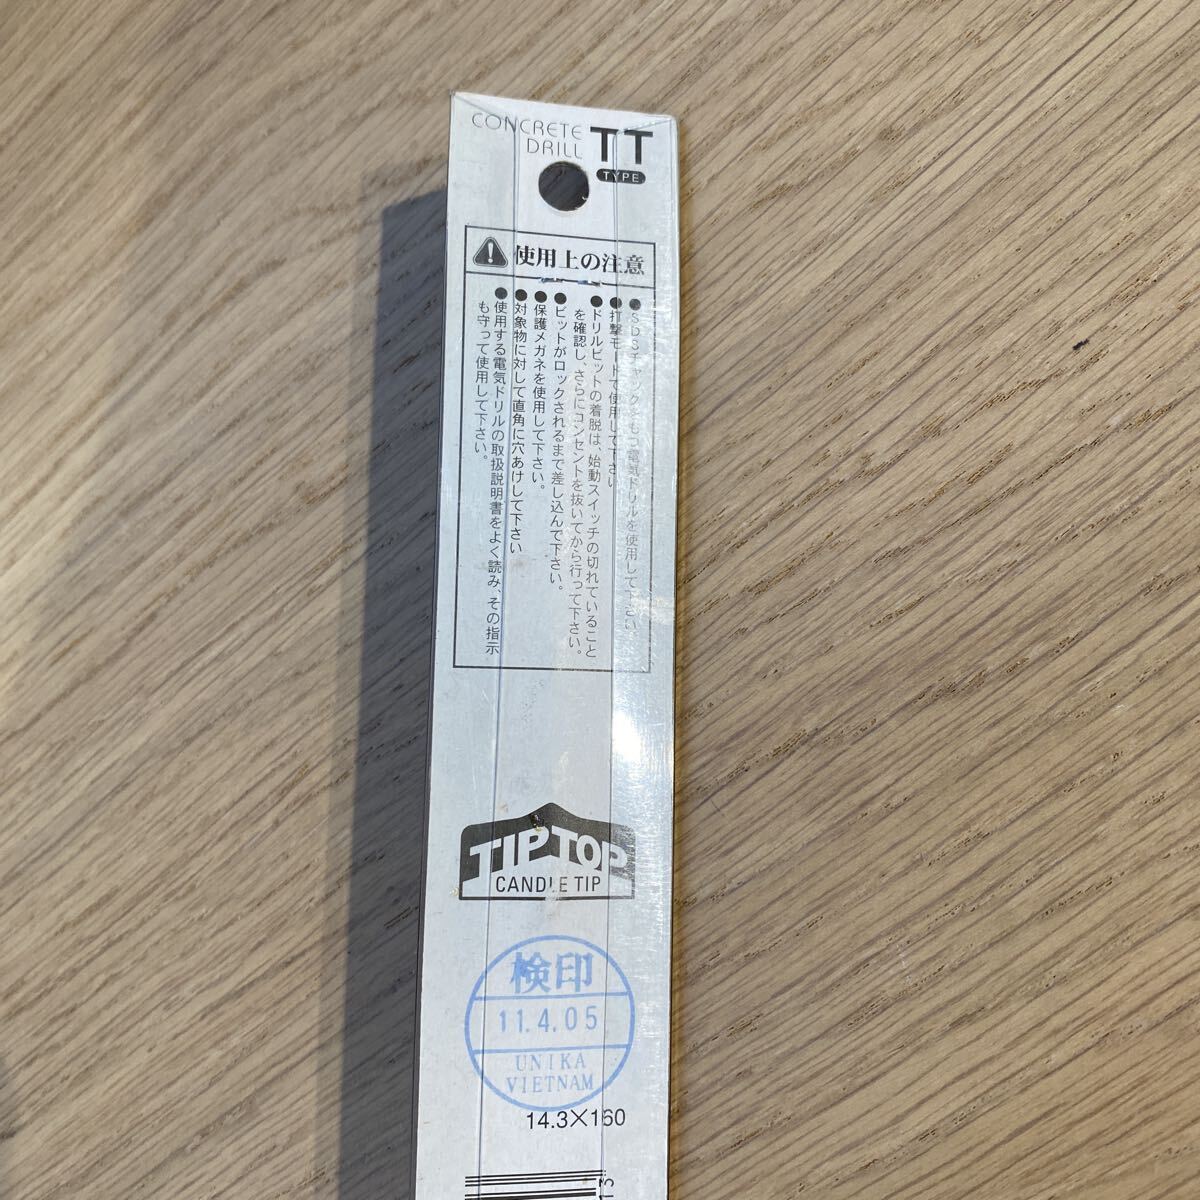 CONCRETE
DRILL
TT
TYPE
使用上の注意
●SDSチャックをもつ電気ドリルを使用して下さい
●打撃モードで使用して下さい
●ドリルビットの着脱は、始動スイッチの切れていること
を確認し、さらにコンセントを抜いてから行って下さい。
●ビットがロックされるまで差し込んで下さい。
●保護メガネを使用して下さい。
●対象物に対して直角に穴あけして下さい
●使用する電気ドリルの取扱説明書をよく読み、その指示
も守って使用して下さい。
TIPTOP
CANDLE TIP
検印
11.4.05
UNIKA
VIETNAM
14.3×160